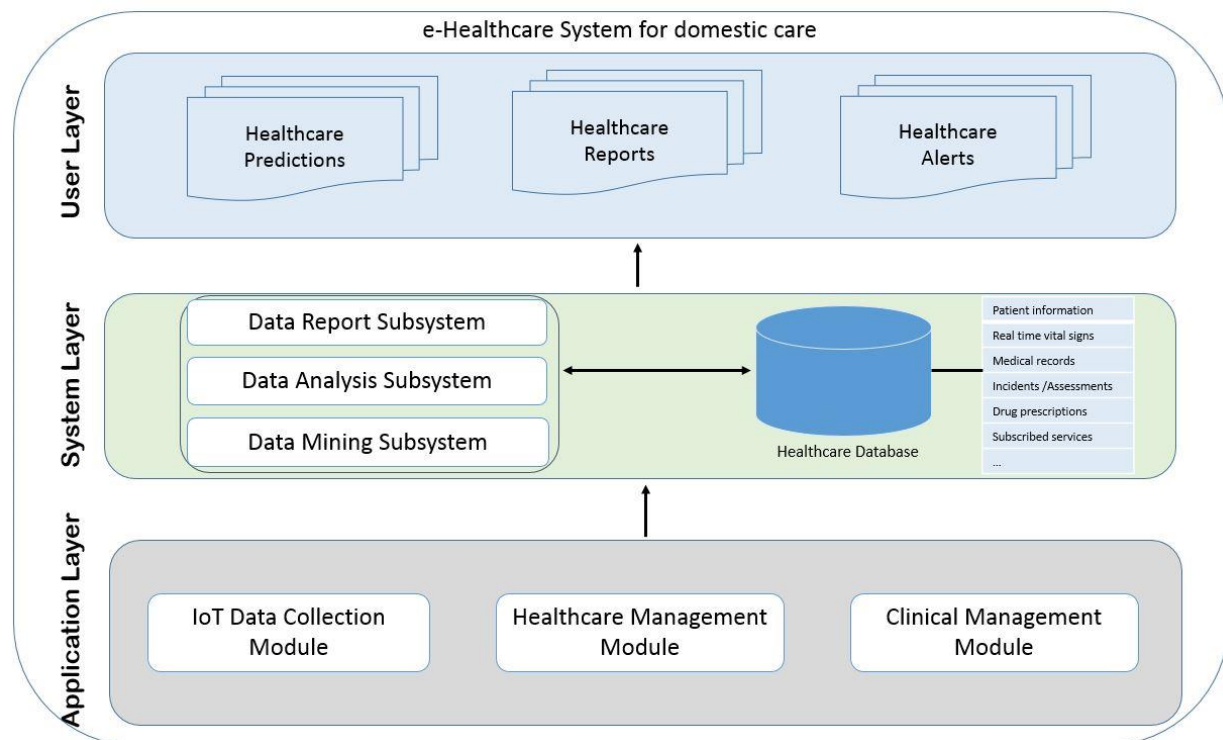 e-Healthcare System for domestic care
User Layer
Healthcare
Predictions
Healthcare
Reports
Healthcare
Alerts
System Layer
Data Report Subsystem
Data Analysis Subsystem
Data Mining Subsystem
Healthcare Database
Patient information
Real time vital signs
Medical records
Incidents /Assessments
Drug prescriptions
Subscribed services
...
Application Layer
IoT Data Collection
Module
Healthcare Management
Module
Clinical Management
Module